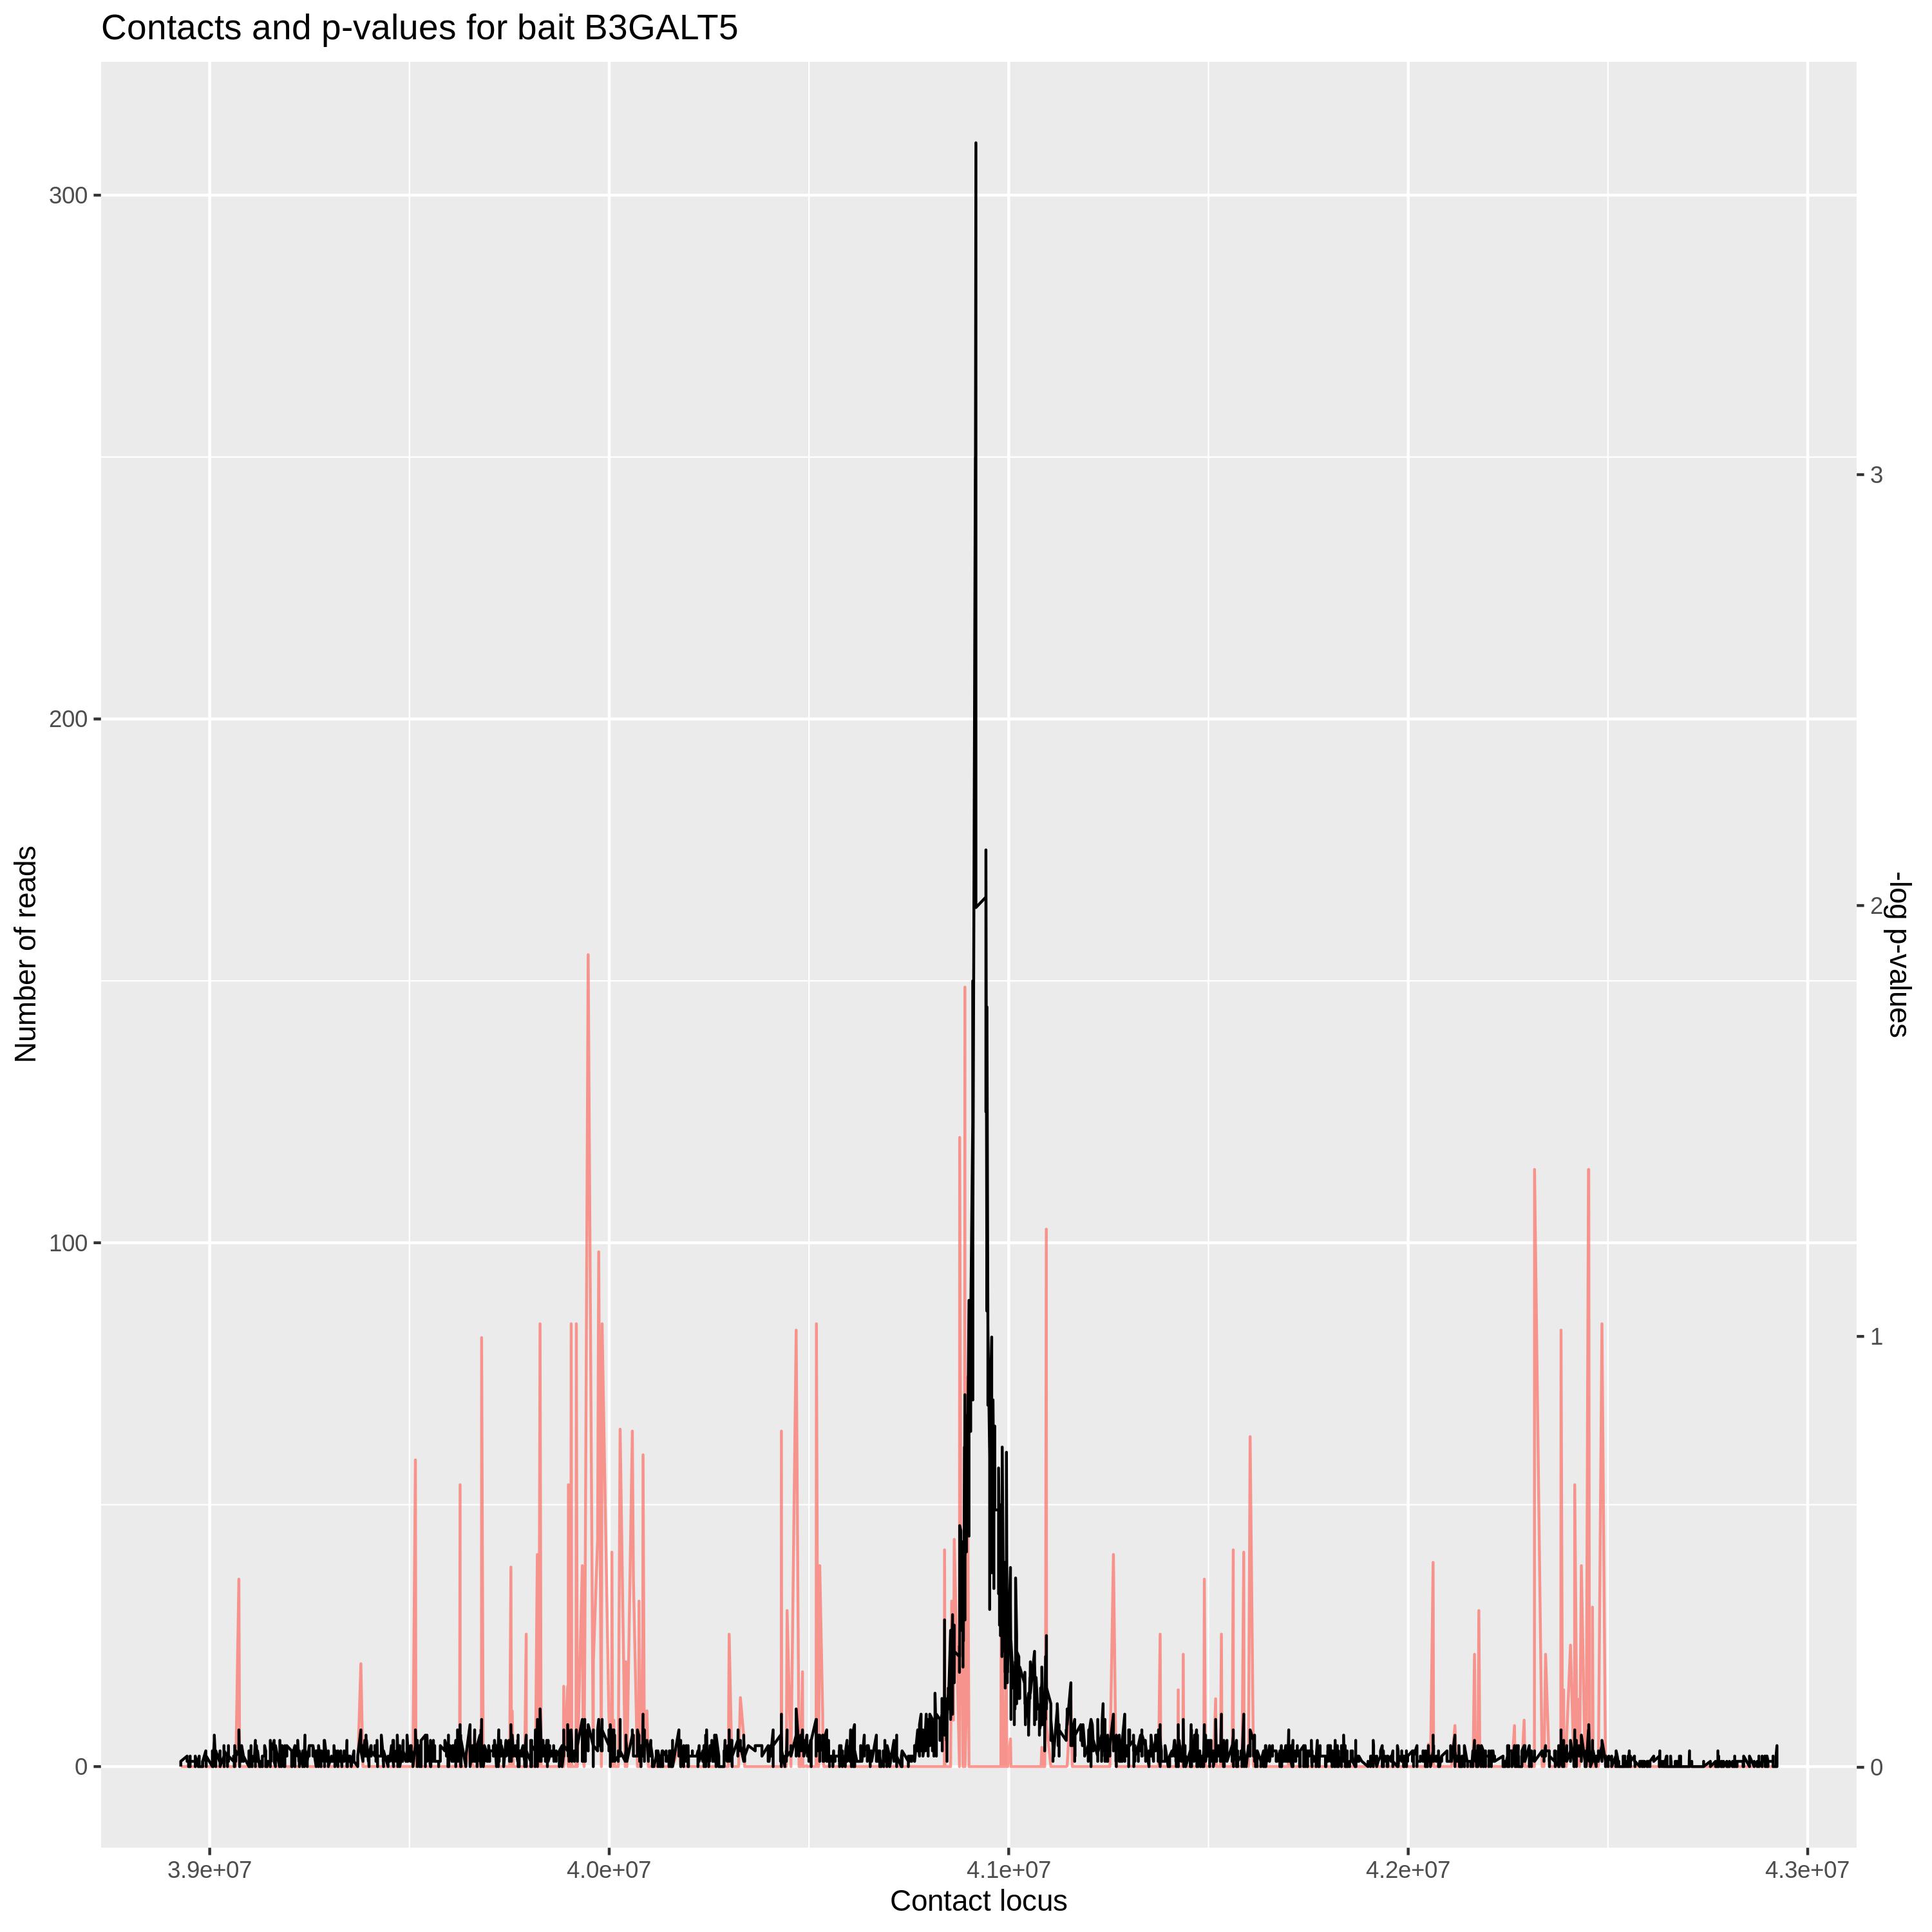 Contacts and p-values for bait B3GALT5
300
200
100
0
Number of reads
3
2
1
0
-log p-values
3.9e+07
4.0e+07
4.1e+07
4.2e+07
4.3e+07
Contact locus